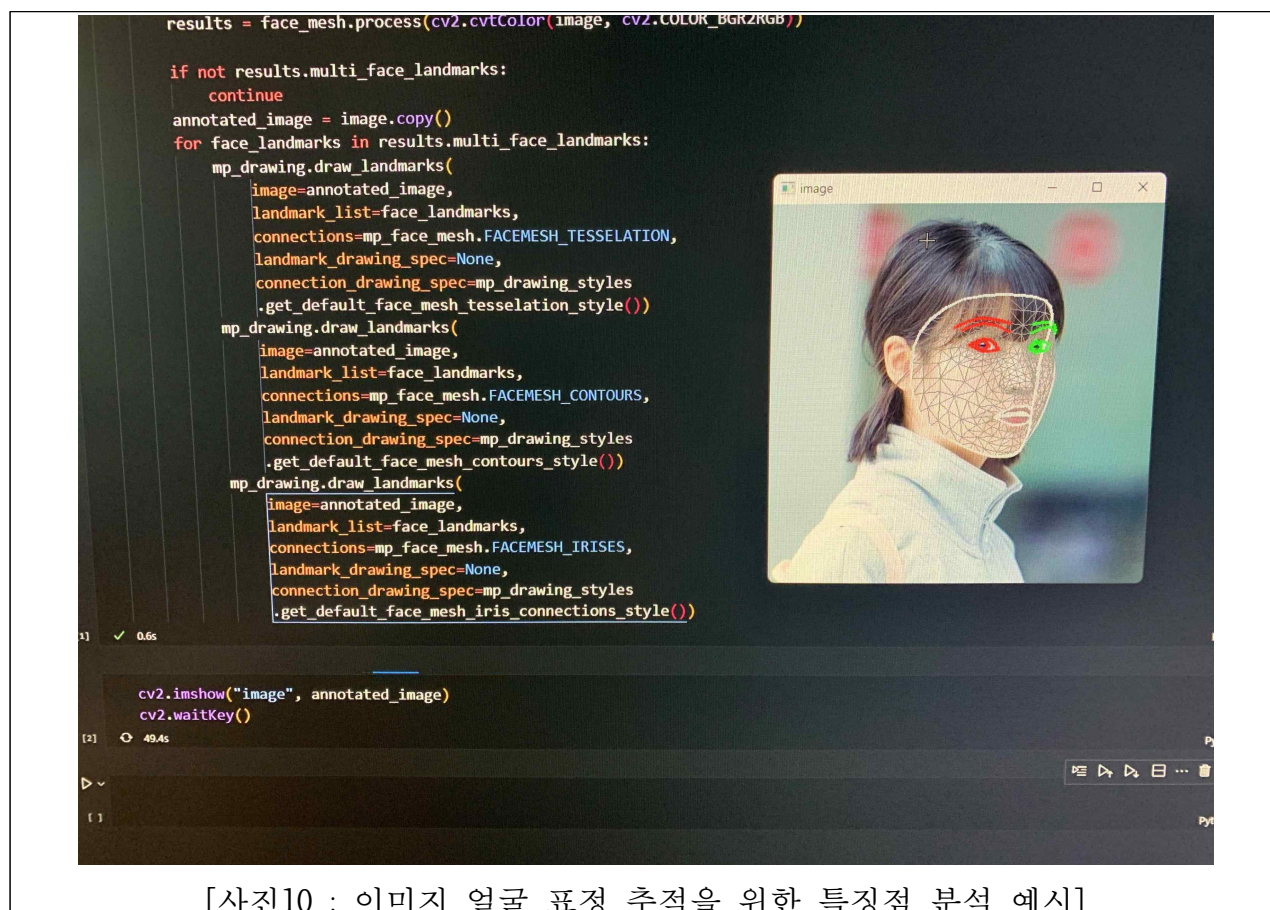 results = face_mesh.process(cv2.cvtColor(image, cv2.COLOR_BGR2RGB))
if not results.multi_face_landmarks:
continue
annotated_image = image.copy()
for face_landmarks in results.multi_face_landmarks:
mp_drawing.draw_landmarks(
image=annotated_image,
landmark_list=face_landmarks,
connections=mp_face_mesh.FACEMESH_TESSELATION,
landmark_drawing_spec=None,
connection_drawing_spec=mp_drawing_styles
.get_default_face_mesh_tesselation_style())
mp_drawing.draw_landmarks(
image=annotated_image,
landmark_list=face_landmarks,
connections=mp_face_mesh.FACEMESH_CONTOURS,
landmark_drawing_spec=None,
connection_drawing_spec=mp_drawing_styles
.get_default_face_mesh_contours_style())
mp_drawing.draw_landmarks(
image=annotated_image,
landmark_list=face_landmarks,
connections=mp_face_mesh.FACEMESH_IRISES,
landmark_drawing_spec=None,
connection_drawing_spec=mp_drawing_styles
.get_default_face_mesh_iris_connections_style())
image
1] 0.6s
cv2.imshow("image", annotated_image)
cv2.waitKey()
[2] 49.4s
[ ]
Pyt
[사진10 : 이미지 얼굴 표정 추적을 위한 특징점 분석 예시]